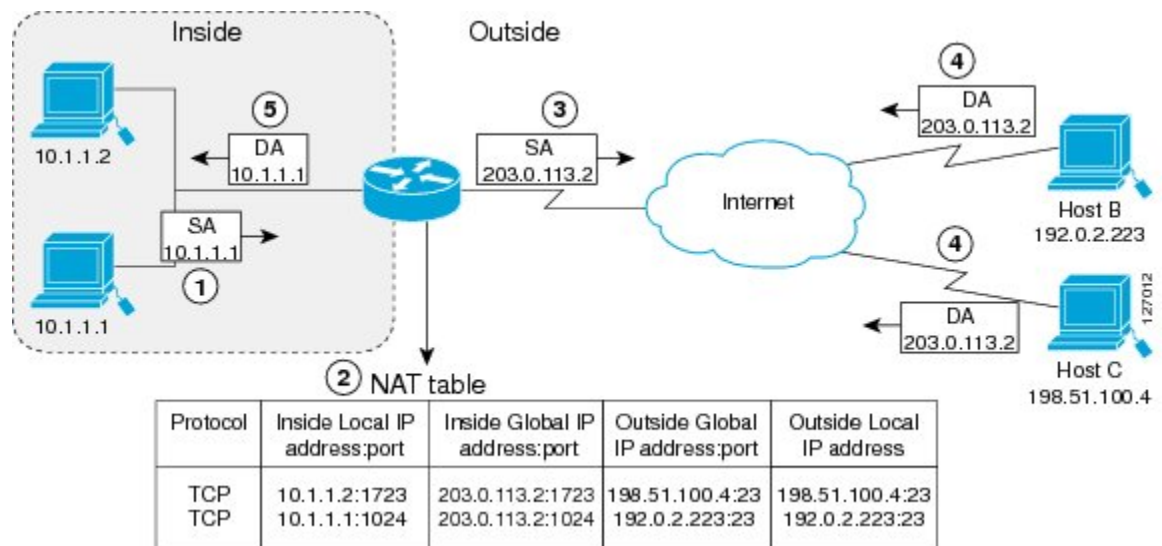 Inside
Outside
10.1.1.2
5
DA
10.1.1.1
3
SA
203.0.113.2
4
DA
203.0.113.2
Internet
Host B
192.0.2.223
SA
10.1.1.1
1
10.1.1.1
4
DA
203.0.113.2
127012
Host C
198.51.100.4
2 NAT table
Protocol
Inside Local IP
address:port
Inside Global IP
address:port
Outside Global
IP address:port
Outside Local
IP address
TCP 10.1.1.2:1723 203.0.113.2:1723 198.51.100.4:23 198.51.100.4:23
TCP 10.1.1.1:1024 203.0.113.2:1024 192.0.2.223:23 192.0.2.223:23